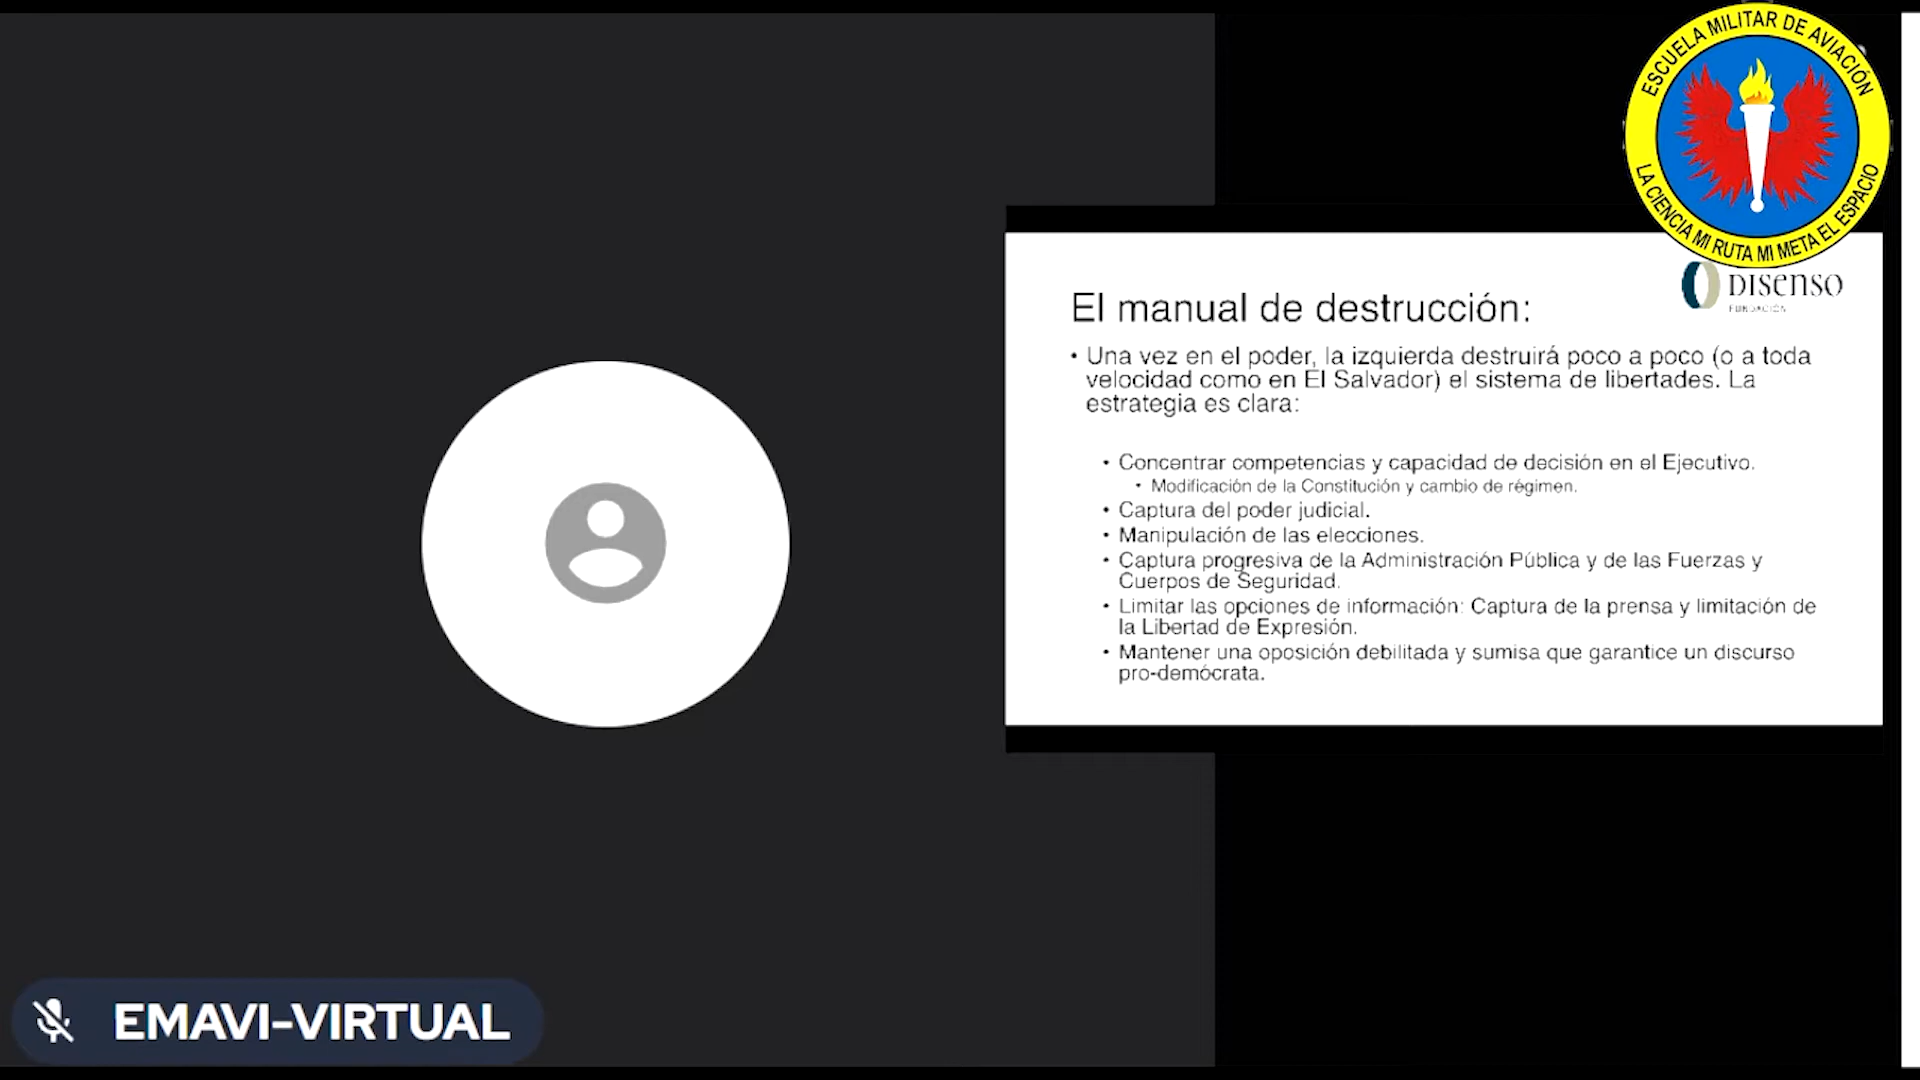 ESCUELA MILITAR DE AVIACIÓN
LA CIENCIA MI RUTA MI META EL ESPACIO
DISENSO
FUNDACIÓN
El manual de destrucción:
• Una vez en el poder, la izquierda destruirá poco a poco (o a toda
velocidad como en El Salvador) el sistema de libertades. La
estrategia es clara:
• Concentrar competencias y capacidad de decisión en el Ejecutivo.
• Modificación de la Constitución y cambio de régimen.
• Captura del poder judicial.
• Manipulación de las elecciones.
• Captura progresiva de la Administración Pública y de las Fuerzas y
Cuerpos de Seguridad.
• Limitar las opciones de información: Captura de la prensa y limitación de
la Libertad de Expresión.
• Mantener una oposición debilitada y sumisa que garantice un discurso
pro-demócrata.
EMAVI-VIRTUAL